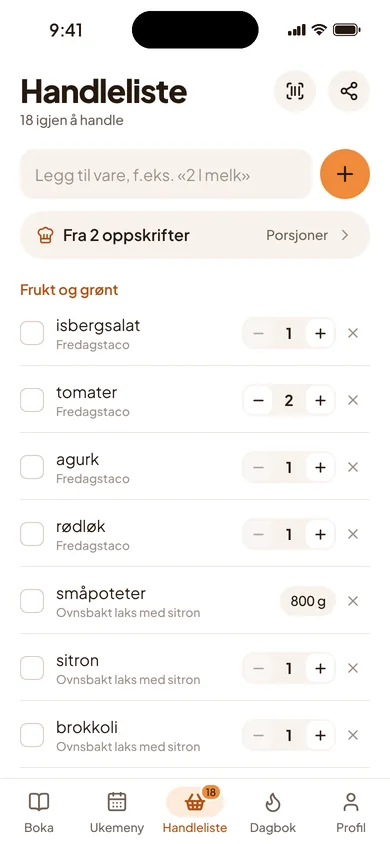 9:41
Handleliste
18 igjen å handle
Legg til vare, f.eks. «2 l melk»
Fra 2 oppskrifter Porsjoner
Frukt og grønt
isbergsalat
Fredagstaco
− 1 + ×
tomater
Fredagstaco
− 2 + ×
agurk
Fredagstaco
− 1 + ×
rødløk
Fredagstaco
− 1 + ×
småpoteter
Ovnsbakt laks med sitron
800 g ×
sitron
Ovnsbakt laks med sitron
− 1 + ×
brokkoli
Ovnsbakt laks med sitron
− 1 + ×
18
Boka Ukemeny Handleliste Dagbok Profil